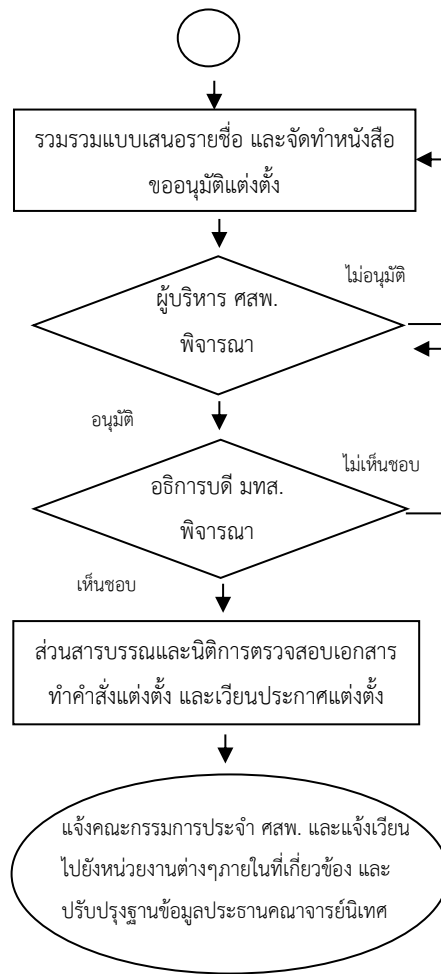 รวมรวมแบบเสนอรายชื่อ และจัดทำหนังสือ
ขออนุมัติแต่งตั้ง
ไม่อนุมัติ
ผู้บริหาร ศสพ.
พิจารณา
อนุมัติ
ไม่เห็นชอบ
อธิการบดี มทส.
พิจารณา
เห็นชอบ
ส่วนสารบรรณและนิติการตรวจสอบเอกสาร
ทำคำสั่งแต่งตั้ง และเวียนประกาศแต่งตั้ง
แจ้งคณะกรรมการประจำ ศสพ. และแจ้งเวียน
ไปยังหน่วยงานต่างๆภายในที่เกี่ยวข้อง และ
ปรับปรุงฐานข้อมูลประธานคณาจารย์นิเทศ